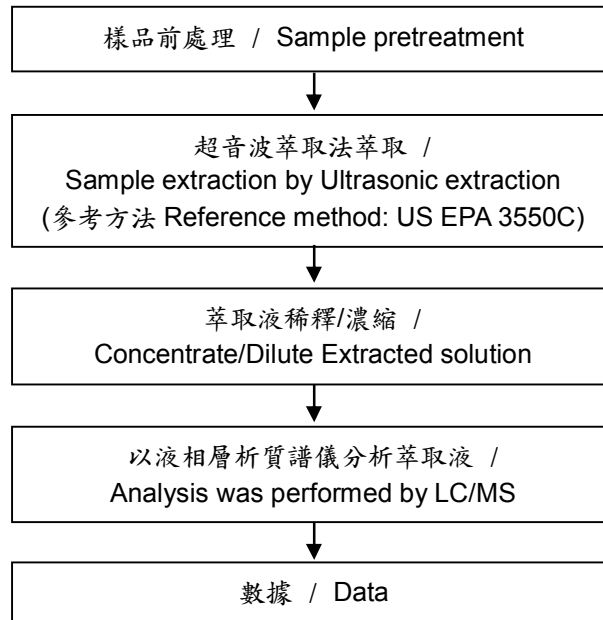 樣品前處理 / Sample pretreatment
超音波萃取法萃取 /
Sample extraction by Ultrasonic extraction
(參考方法 Reference method: US EPA 3550C)
萃取液稀釋/濃縮 /
Concentrate/Dilute Extracted solution
以液相層析質譜儀分析萃取液 /
Analysis was performed by LC/MS
數據 / Data